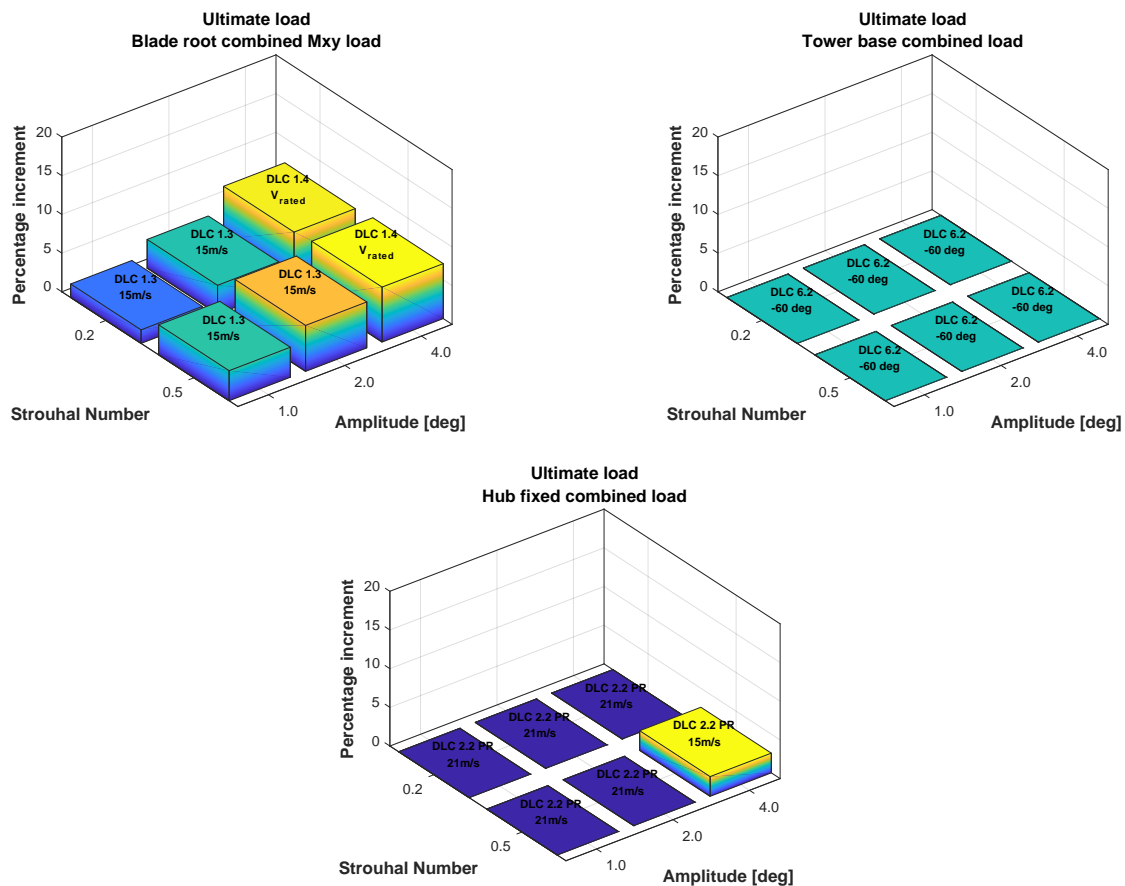 Ultimate load
Blade root combined Mxy load
Percentage increment
20
15
10
5
0
DLC 1.4
V_rated
DLC 1.3
15m/s
DLC 1.4
V_rated
DLC 1.3
15m/s
DLC 1.3
15m/s
DLC 1.3
15m/s
0.2
0.5
Strouhal Number
1.0
2.0
4.0
Amplitude [deg]
Ultimate load
Tower base combined load
Percentage increment
20
15
10
5
0
DLC 6.2
-60 deg
DLC 6.2
-60 deg
DLC 6.2
-60 deg
DLC 6.2
-60 deg
DLC 6.2
-60 deg
DLC 6.2
-60 deg
0.2
0.5
Strouhal Number
1.0
2.0
4.0
Amplitude [deg]
Ultimate load
Hub fixed combined load
Percentage increment
20
15
10
5
0
DLC 2.2 PR
21m/s
DLC 2.2 PR
21m/s
DLC 2.2 PR
15m/s
DLC 2.2 PR
21m/s
DLC 2.2 PR
21m/s
DLC 2.2 PR
21m/s
0.2
0.5
Strouhal Number
1.0
2.0
4.0
Amplitude [deg]